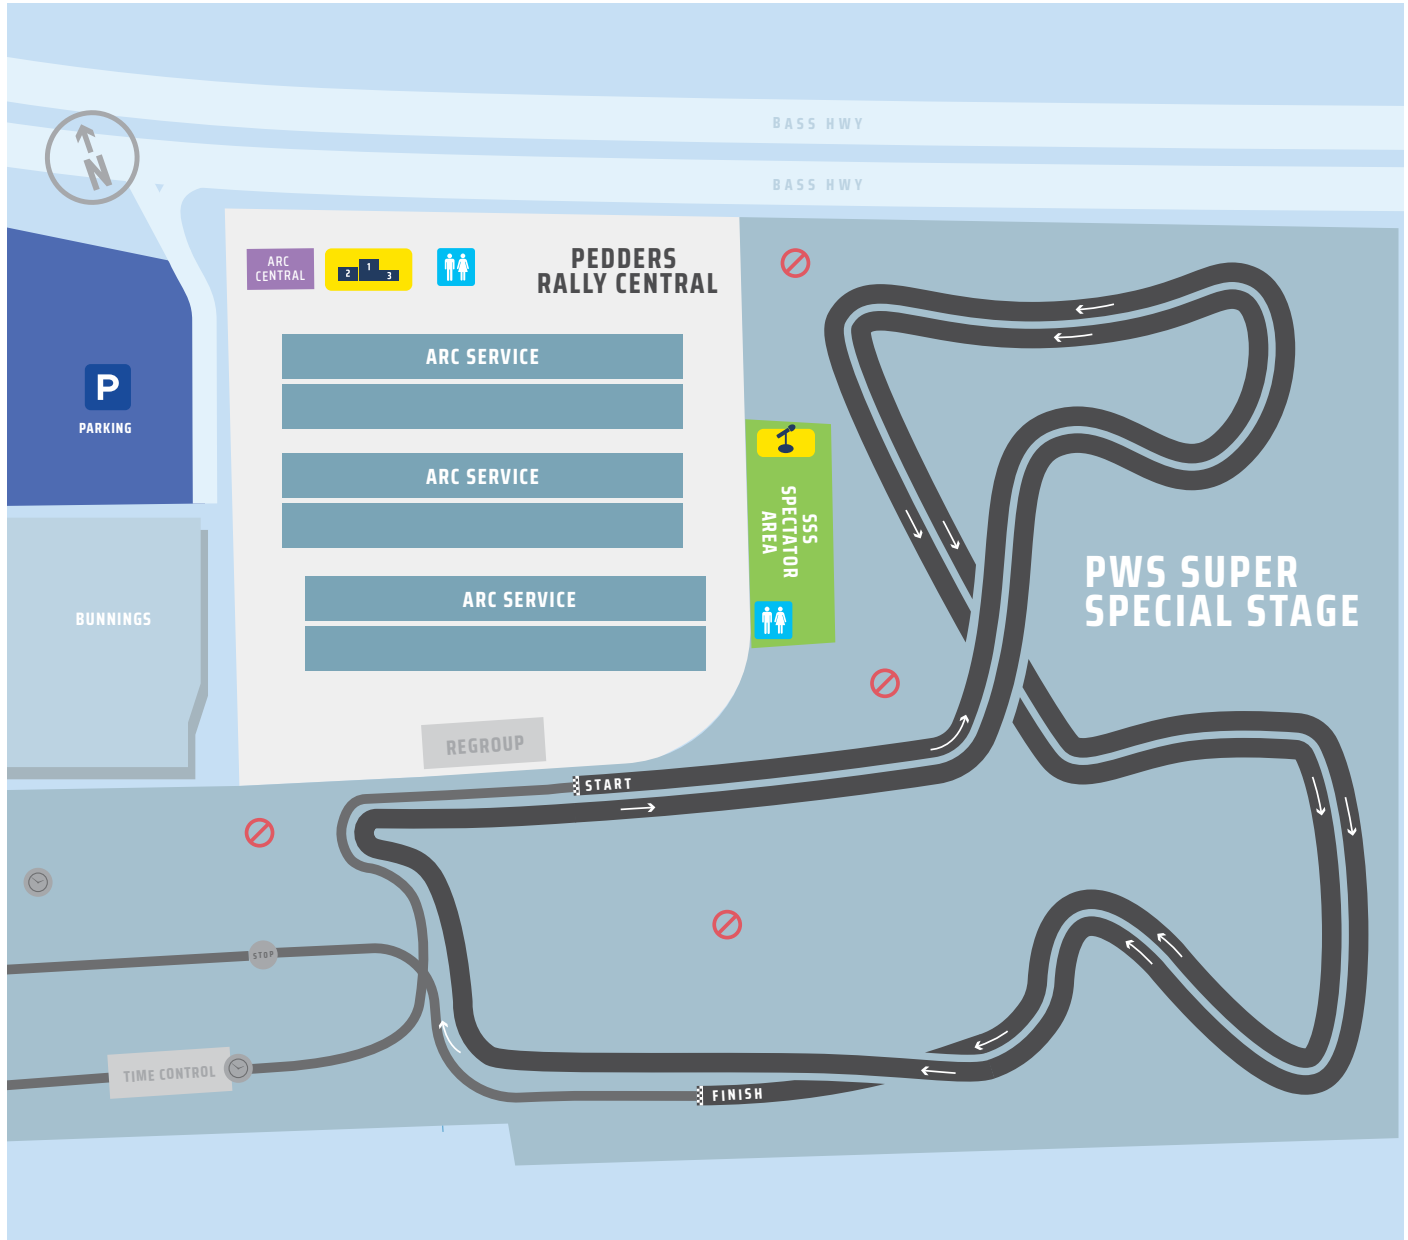 BASS HWY
BASS HWY
N
ARC
CENTRAL
2 1 3
PEDDERS
RALLY CENTRAL
ARC SERVICE
P
PARKING
ARC SERVICE
SSS
SPECTATOR
AREA
PWS SUPER
SPECIAL STAGE
ARC SERVICE
BUNNINGS
REGROUP
START
STOP
TIME CONTROL
FINISH